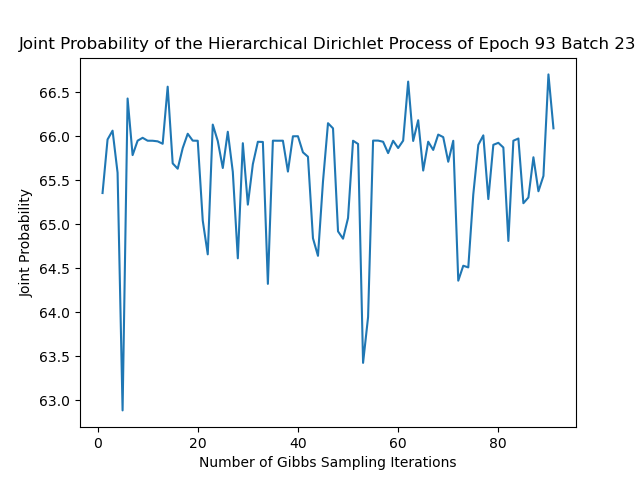 Joint Probability of the Hierarchical Dirichlet Process of Epoch 93 Batch 23
66.5
66.0
65.5
65.0
64.5
64.0
63.5
63.0
Joint Probability
0 20 40 60 80
Number of Gibbs Sampling Iterations